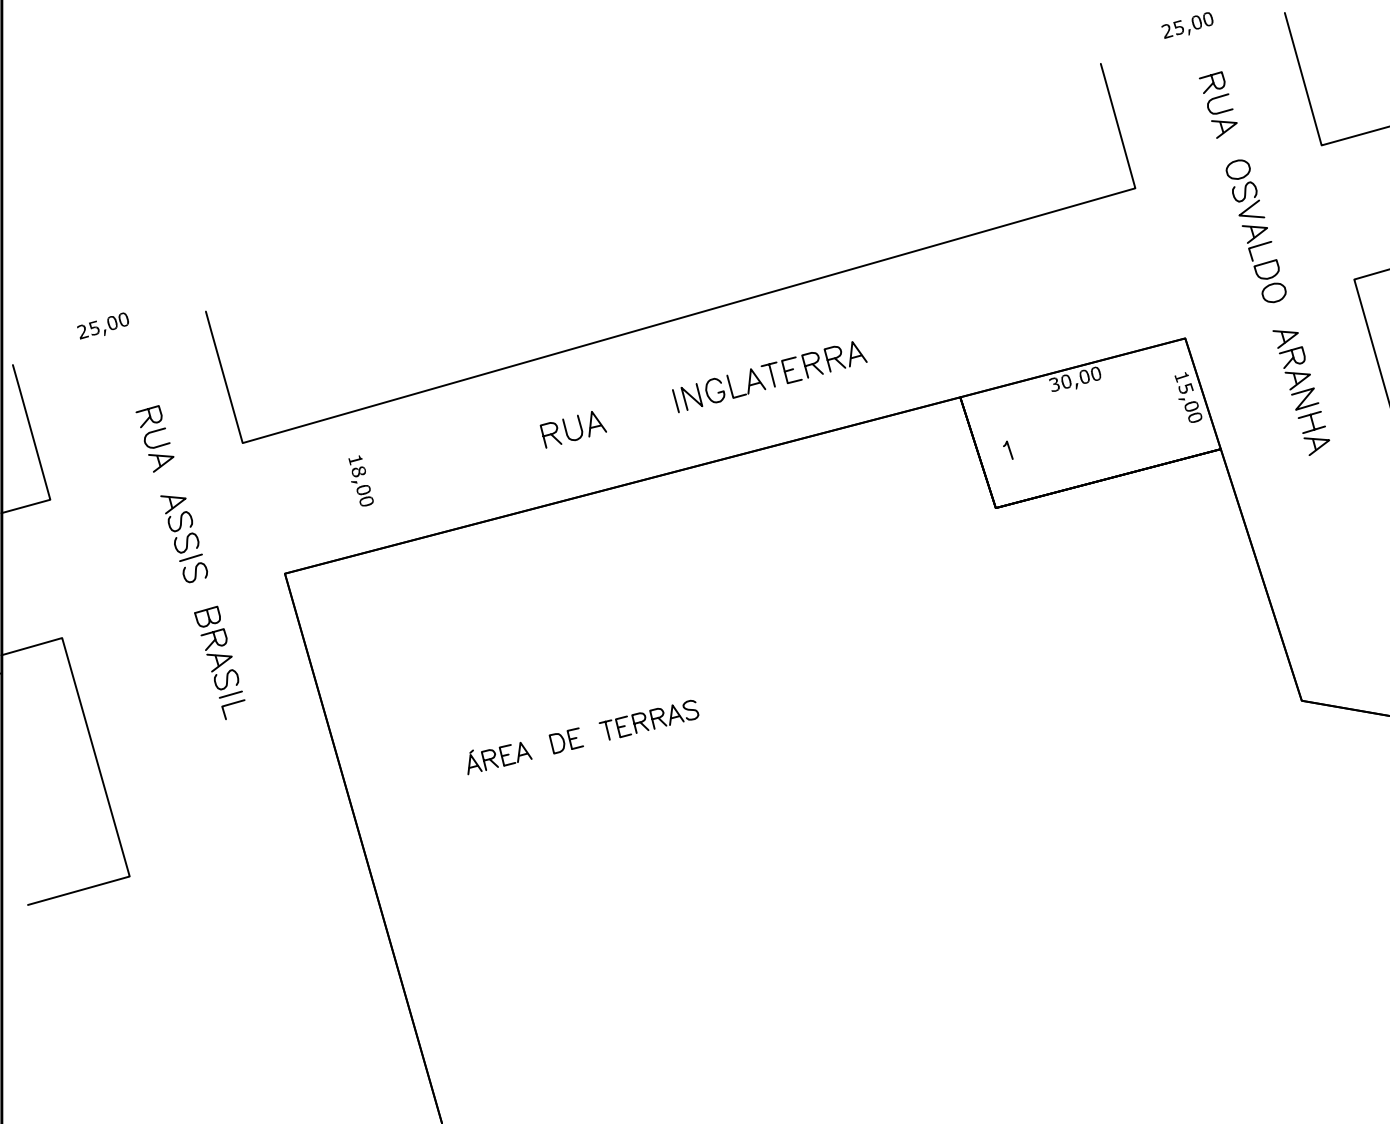 25,00
RUA OSVALDO ARANHA
25,00
RUA INGLATERRA
30,00
15,00
RUA ASSIS BRASIL
18,00
1
ÁREA DE TERRAS